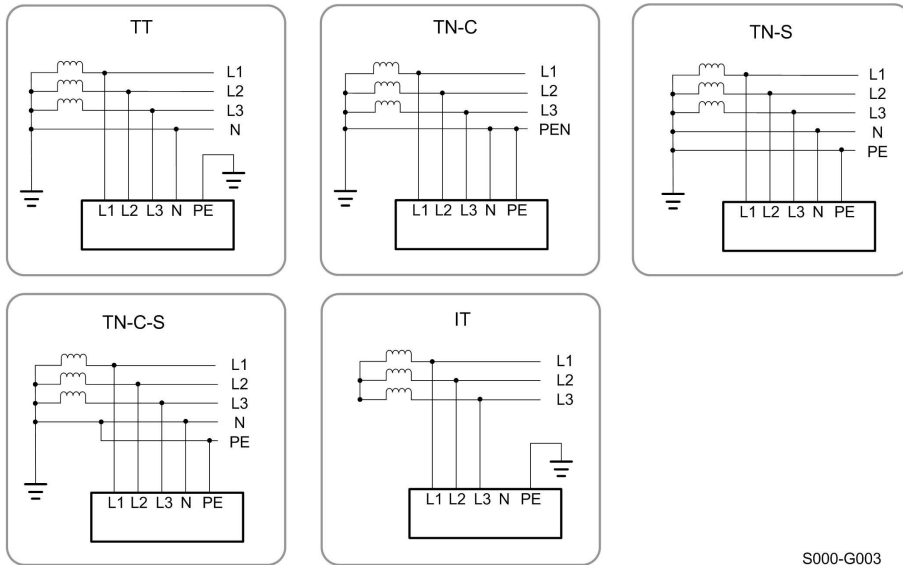 TT
L1
L2
L3
N
L1 L2 L3 N PE
TN-C
L1
L2
L3
PEN
L1 L2 L3 N PE
TN-S
L1
L2
L3
N
PE
L1 L2 L3 N PE
TN-C-S
L1
L2
L3
N
PE
L1 L2 L3 N PE
IT
L1
L2
L3
L1 L2 L3 N PE
S000-G003